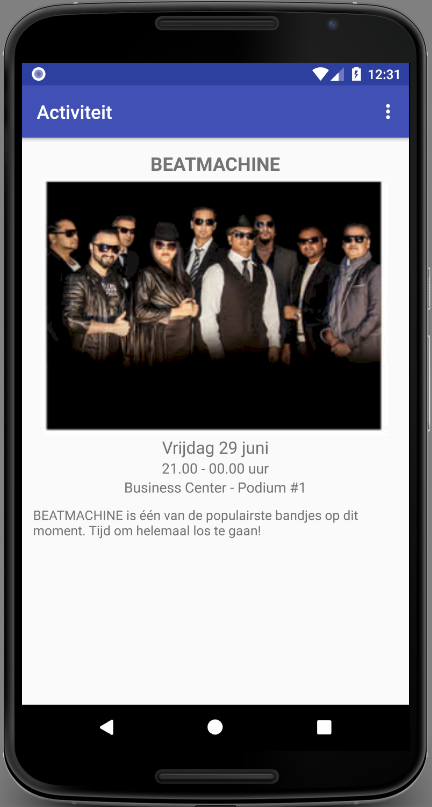 12:31
Activiteit
BEATMACHINE
Vrijdag 29 juni
21.00 - 00.00 uur
Business Center - Podium #1
BEATMACHINE is één van de populairste bandjes op dit
moment. Tijd om helemaal los te gaan!